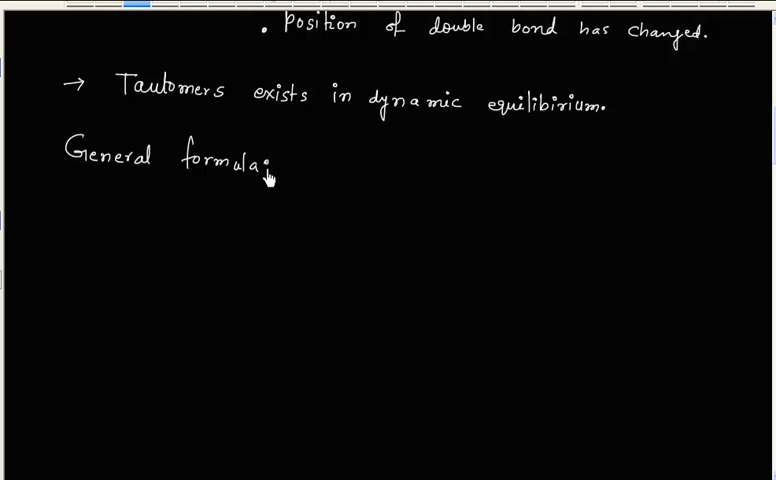 . Position of double bond has changed.
→ Tautomers exists in dynamic equilibirium.
General formula: